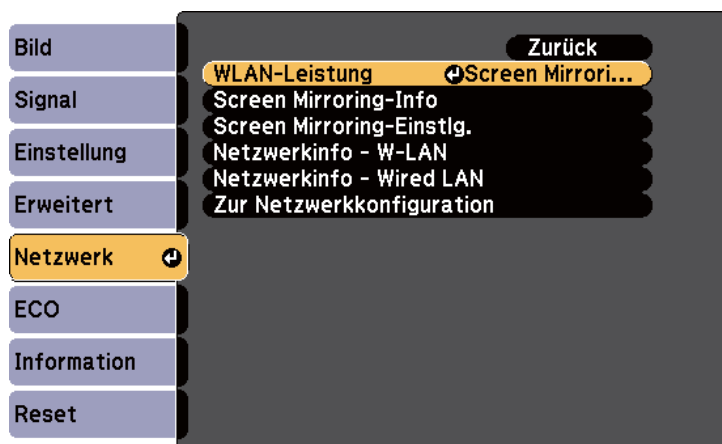 Bild
Signal
Einstellung
Erweitert
Netzwerk
ECO
Information
Reset
Zurück
WLAN-Leistung Screen Mirrori...
Screen Mirroring-Info
Screen Mirroring-Einstlg.
Netzwerkinfo - W-LAN
Netzwerkinfo - Wired LAN
Zur Netzwerkkonfiguration